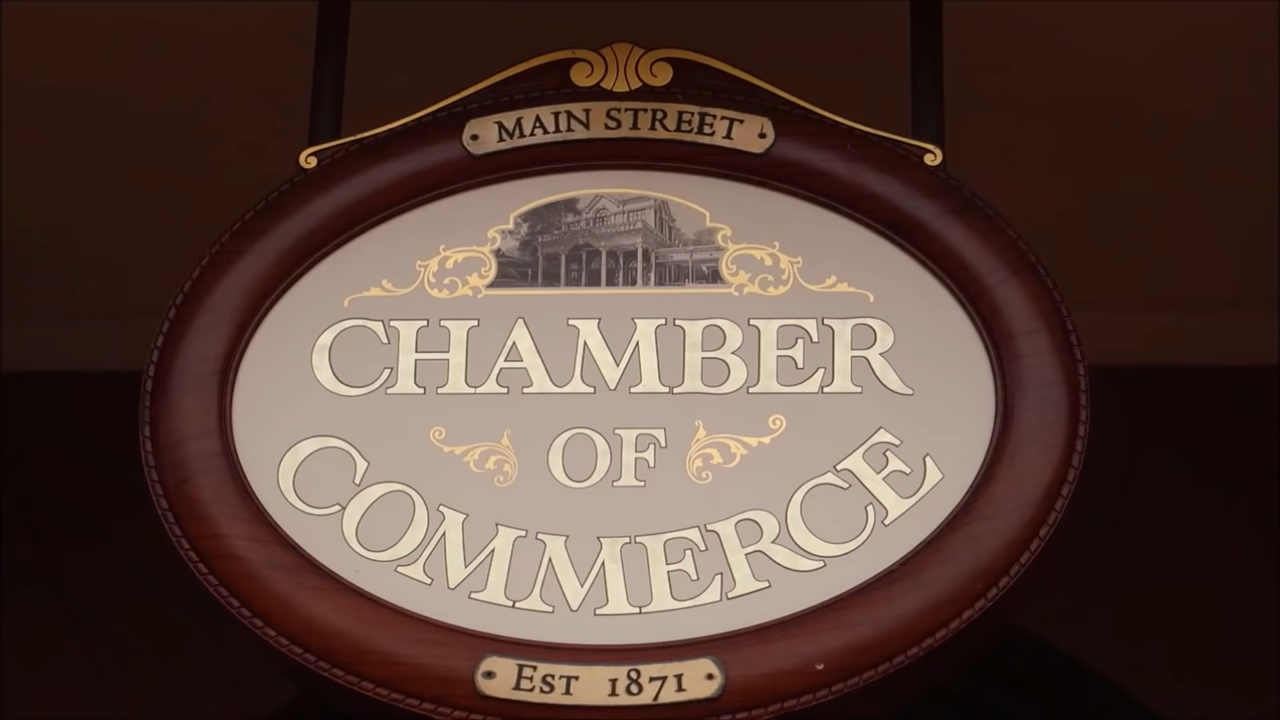 MAIN STREET
CHAMBER
OF
COMMERCE
EST 1871